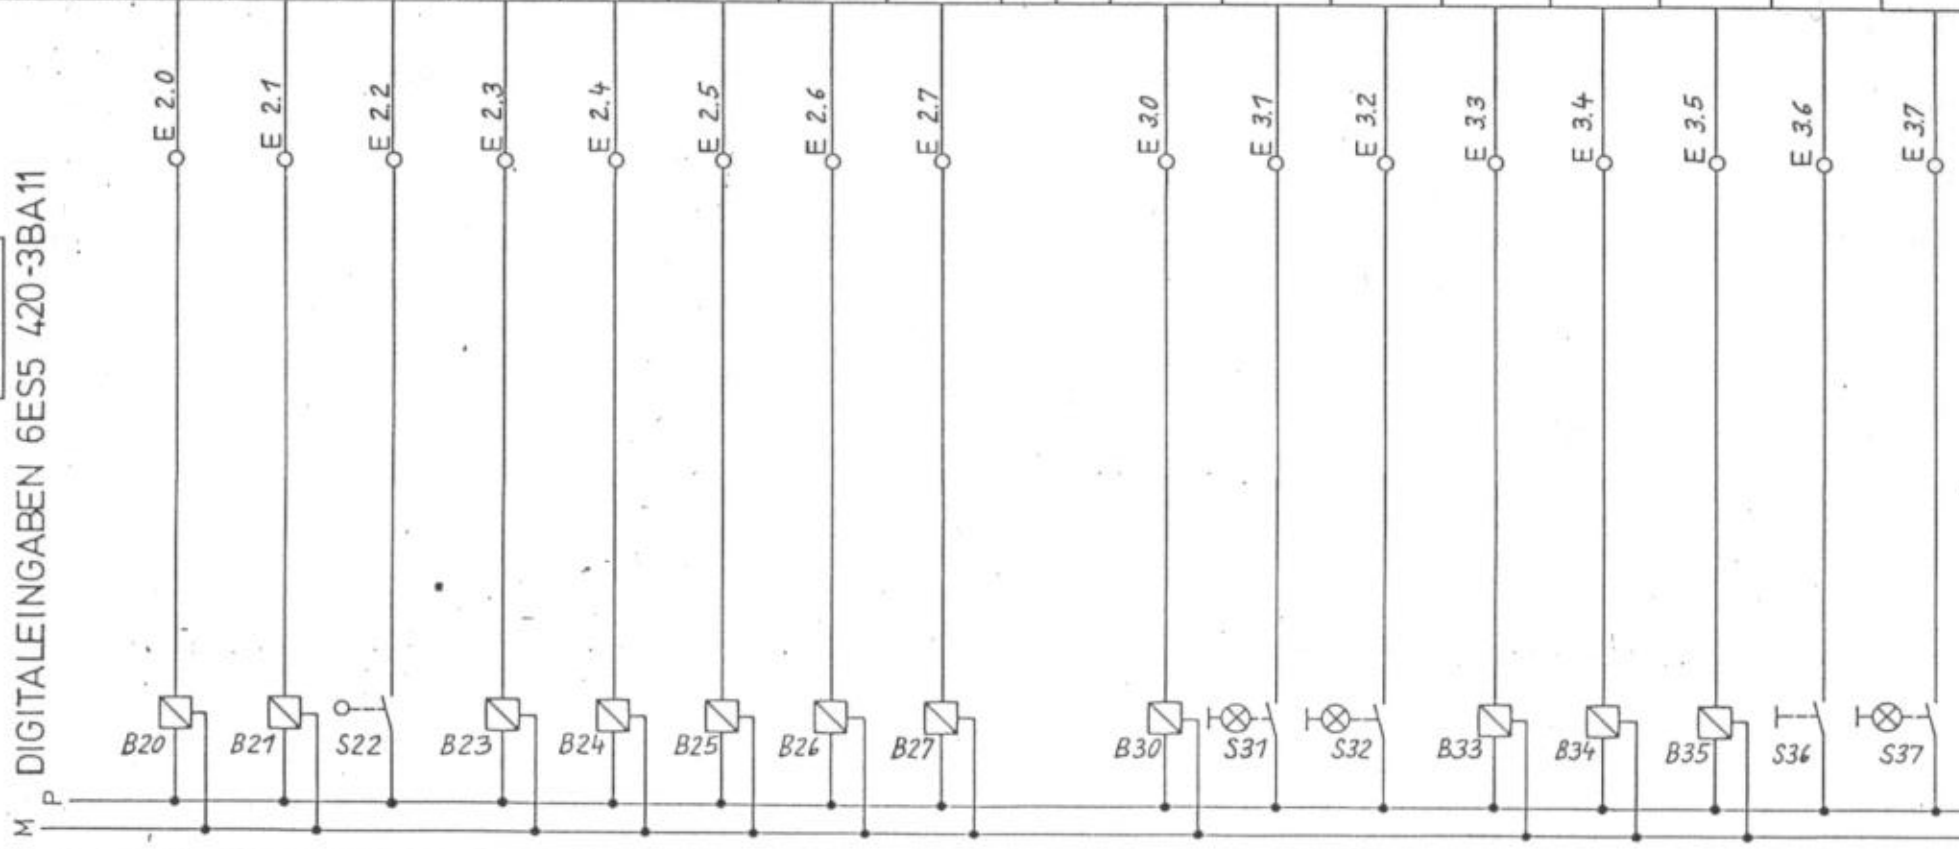 DIGITALEINGABEN 6ES5 420-3BA11
E 2.0
E 2.1
E 2.2
E 2.3
E 2.4
E 2.5
E 2.6
E 2.7
E 3.0
E 3.1
E 3.2
E 3.3
E 3.4
E 3.5
E 3.6
E 3.7
B20
B21
S22
B23
B24
B25
B26
B27
B30
S31
S32
B33
B34
B35
S36
S37
P
M